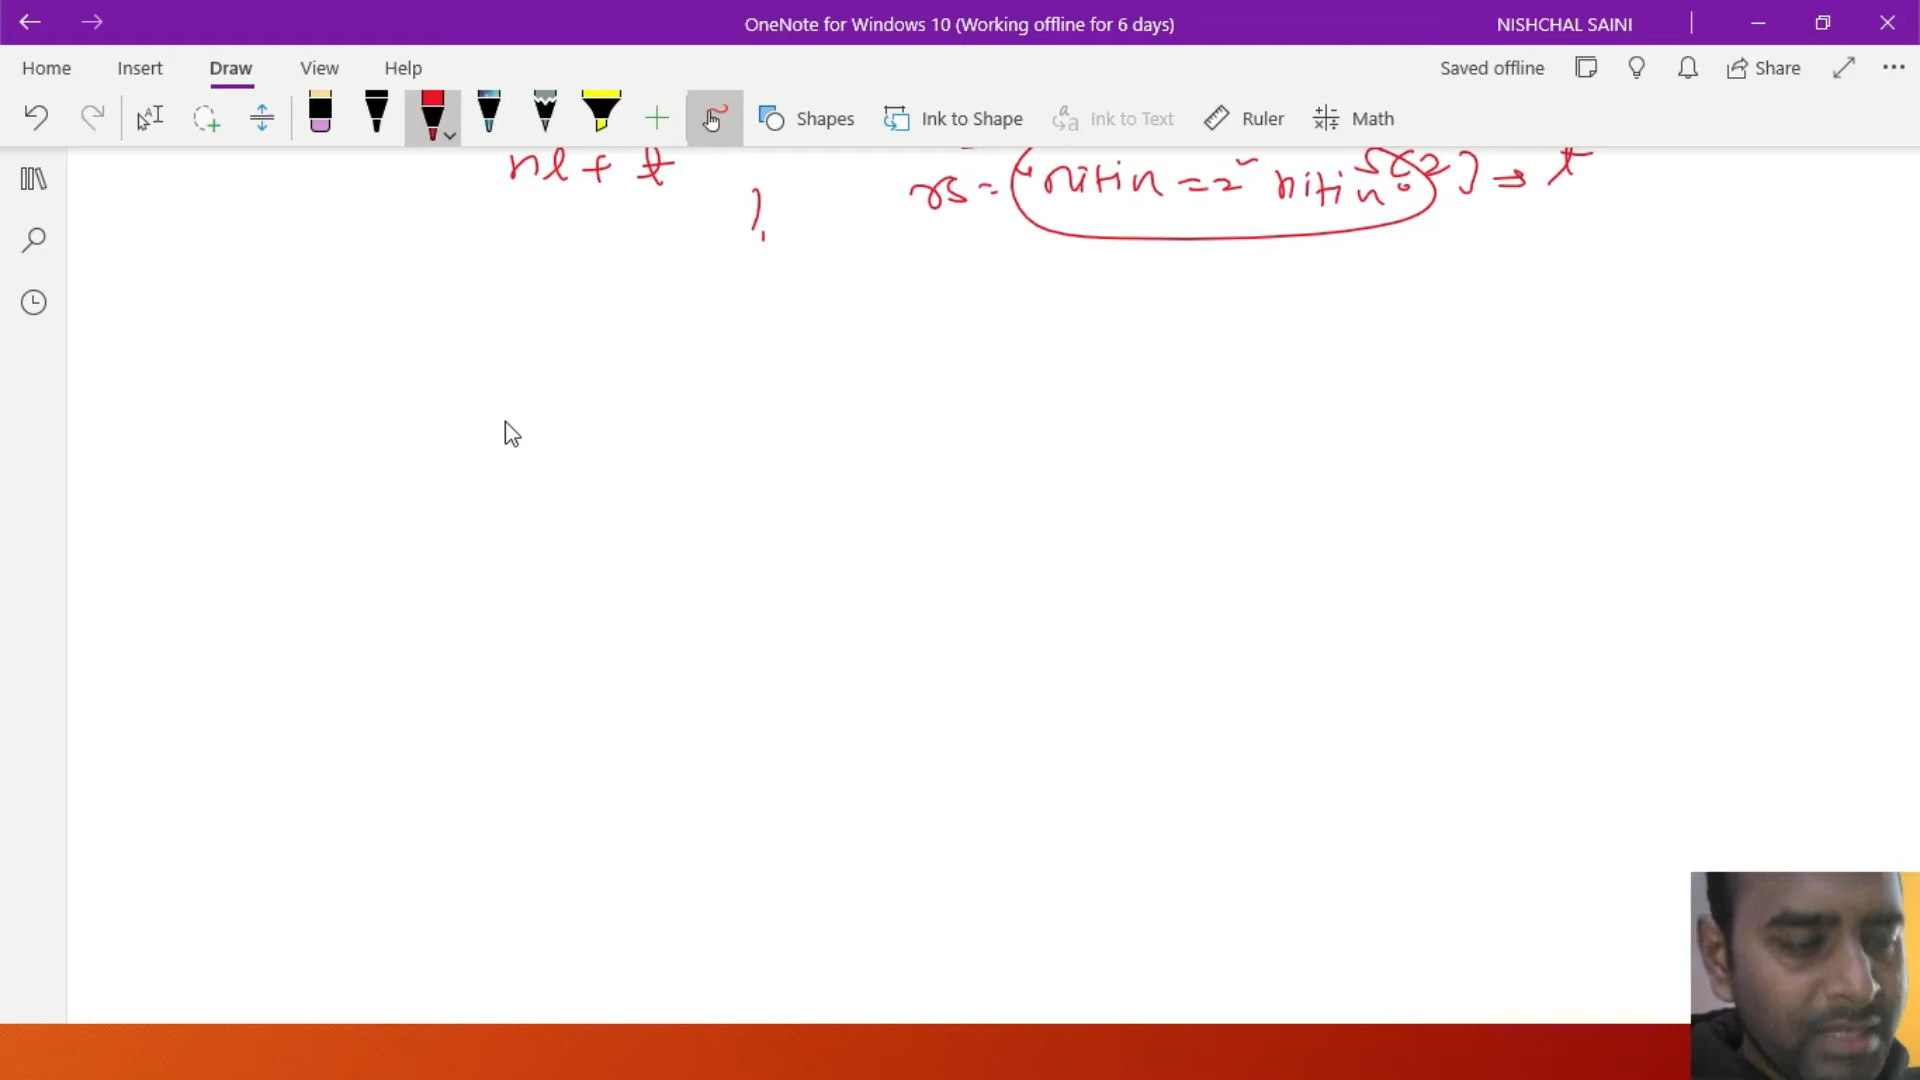 OneNote for Windows 10 (Working offline for 6 days)
NISHCHAL SAINI
Home Insert Draw View Help
Saved offline Share
Shapes Ink to Shape Ink to Text Ruler Math
nl + t
rs = ( nitin == nitin ) ⇒ t